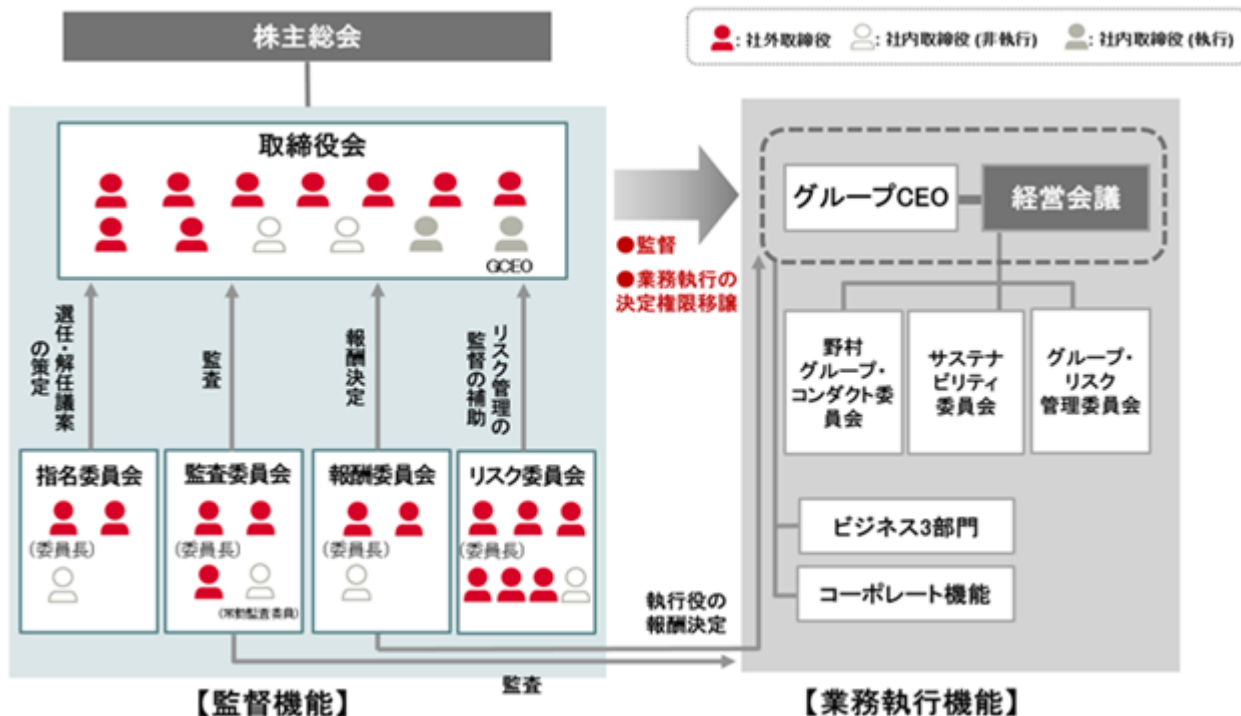 株主総会
: 社外取締役
: 社内取締役 (非執行)
: 社内取締役 (執行)
取締役会
GCEO
●監督
●業務執行の
決定権限移譲
グループCEO
経営会議
選任・解任議案
の策定
監査
報酬決定
リスク管理の
監督の補助
野村
グループ・
コンダクト委
員会
サステナ
ビリティ
委員会
グループ・
リスク
管理委員会
指名委員会
(委員長)
監査委員会
(委員長)
(常勤監査委員)
報酬委員会
リスク委員会
(委員長)
ビジネス3部門
コーポレート機能
執行役の
報酬決定
監査
【監督機能】
【業務執行機能】